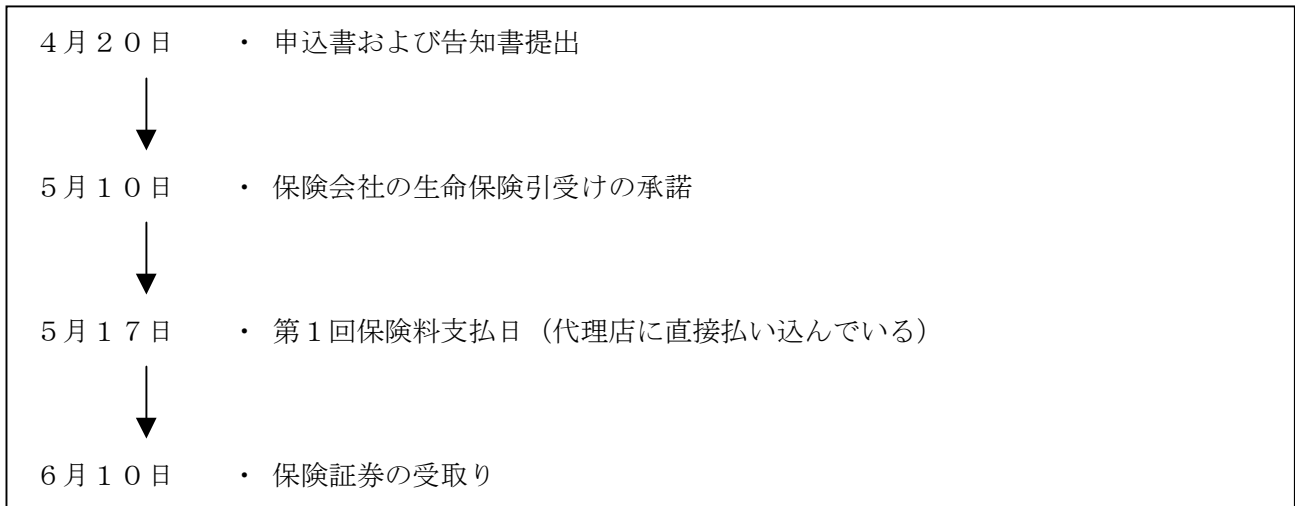 ４月２０日　・ 申込書および告知書提出
５月１０日　・ 保険会社の生命保険引受けの承諾
５月１７日　・ 第１回保険料支払日（代理店に直接払い込んでいる）
６月１０日　・ 保険証券の受取り